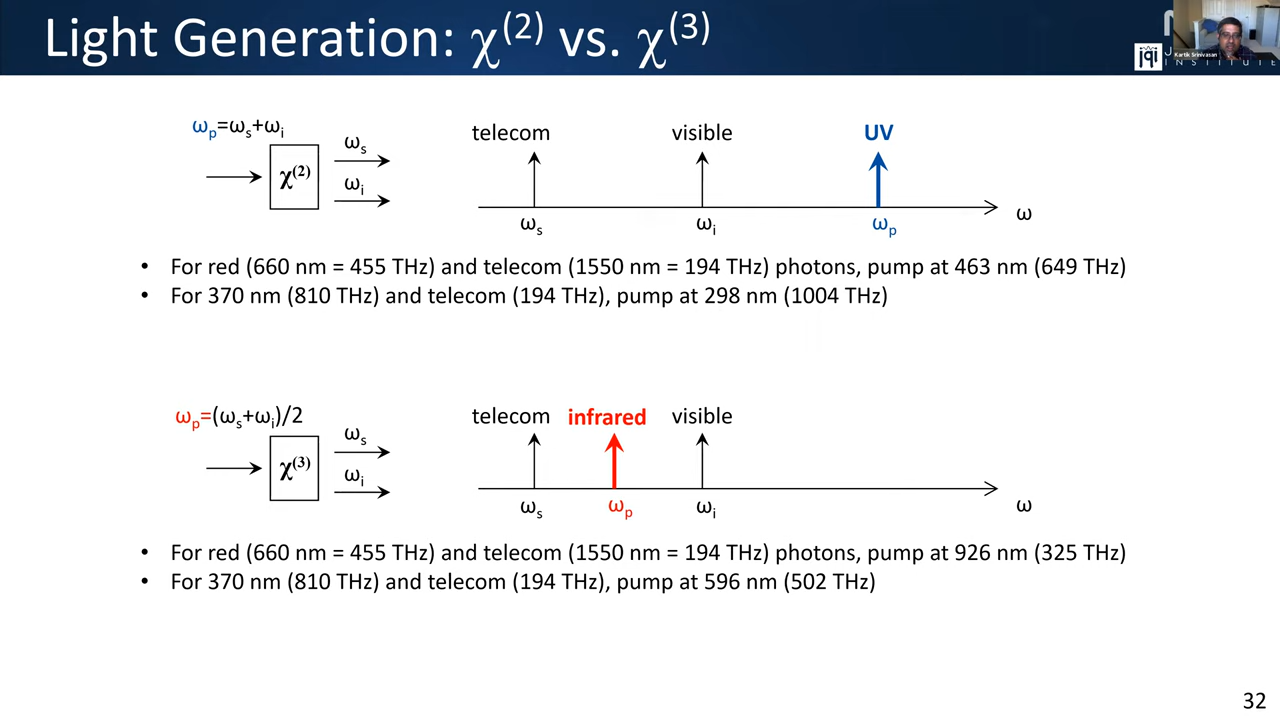 Light Generation: χ(2) vs. χ(3)
jqi
INSTITUTE
Kartik Srinivasan
ωp=ωs+ωi
χ(2)
ωs
ωi
telecom visible UV
ωs ωi ωp ω
• For red (660 nm = 455 THz) and telecom (1550 nm = 194 THz) photons, pump at 463 nm (649 THz)
• For 370 nm (810 THz) and telecom (194 THz), pump at 298 nm (1004 THz)
ωp=(ωs+ωi)/2
χ(3)
ωs
ωi
telecom infrared visible
ωs ωp ωi ω
• For red (660 nm = 455 THz) and telecom (1550 nm = 194 THz) photons, pump at 926 nm (325 THz)
• For 370 nm (810 THz) and telecom (194 THz), pump at 596 nm (502 THz)
32